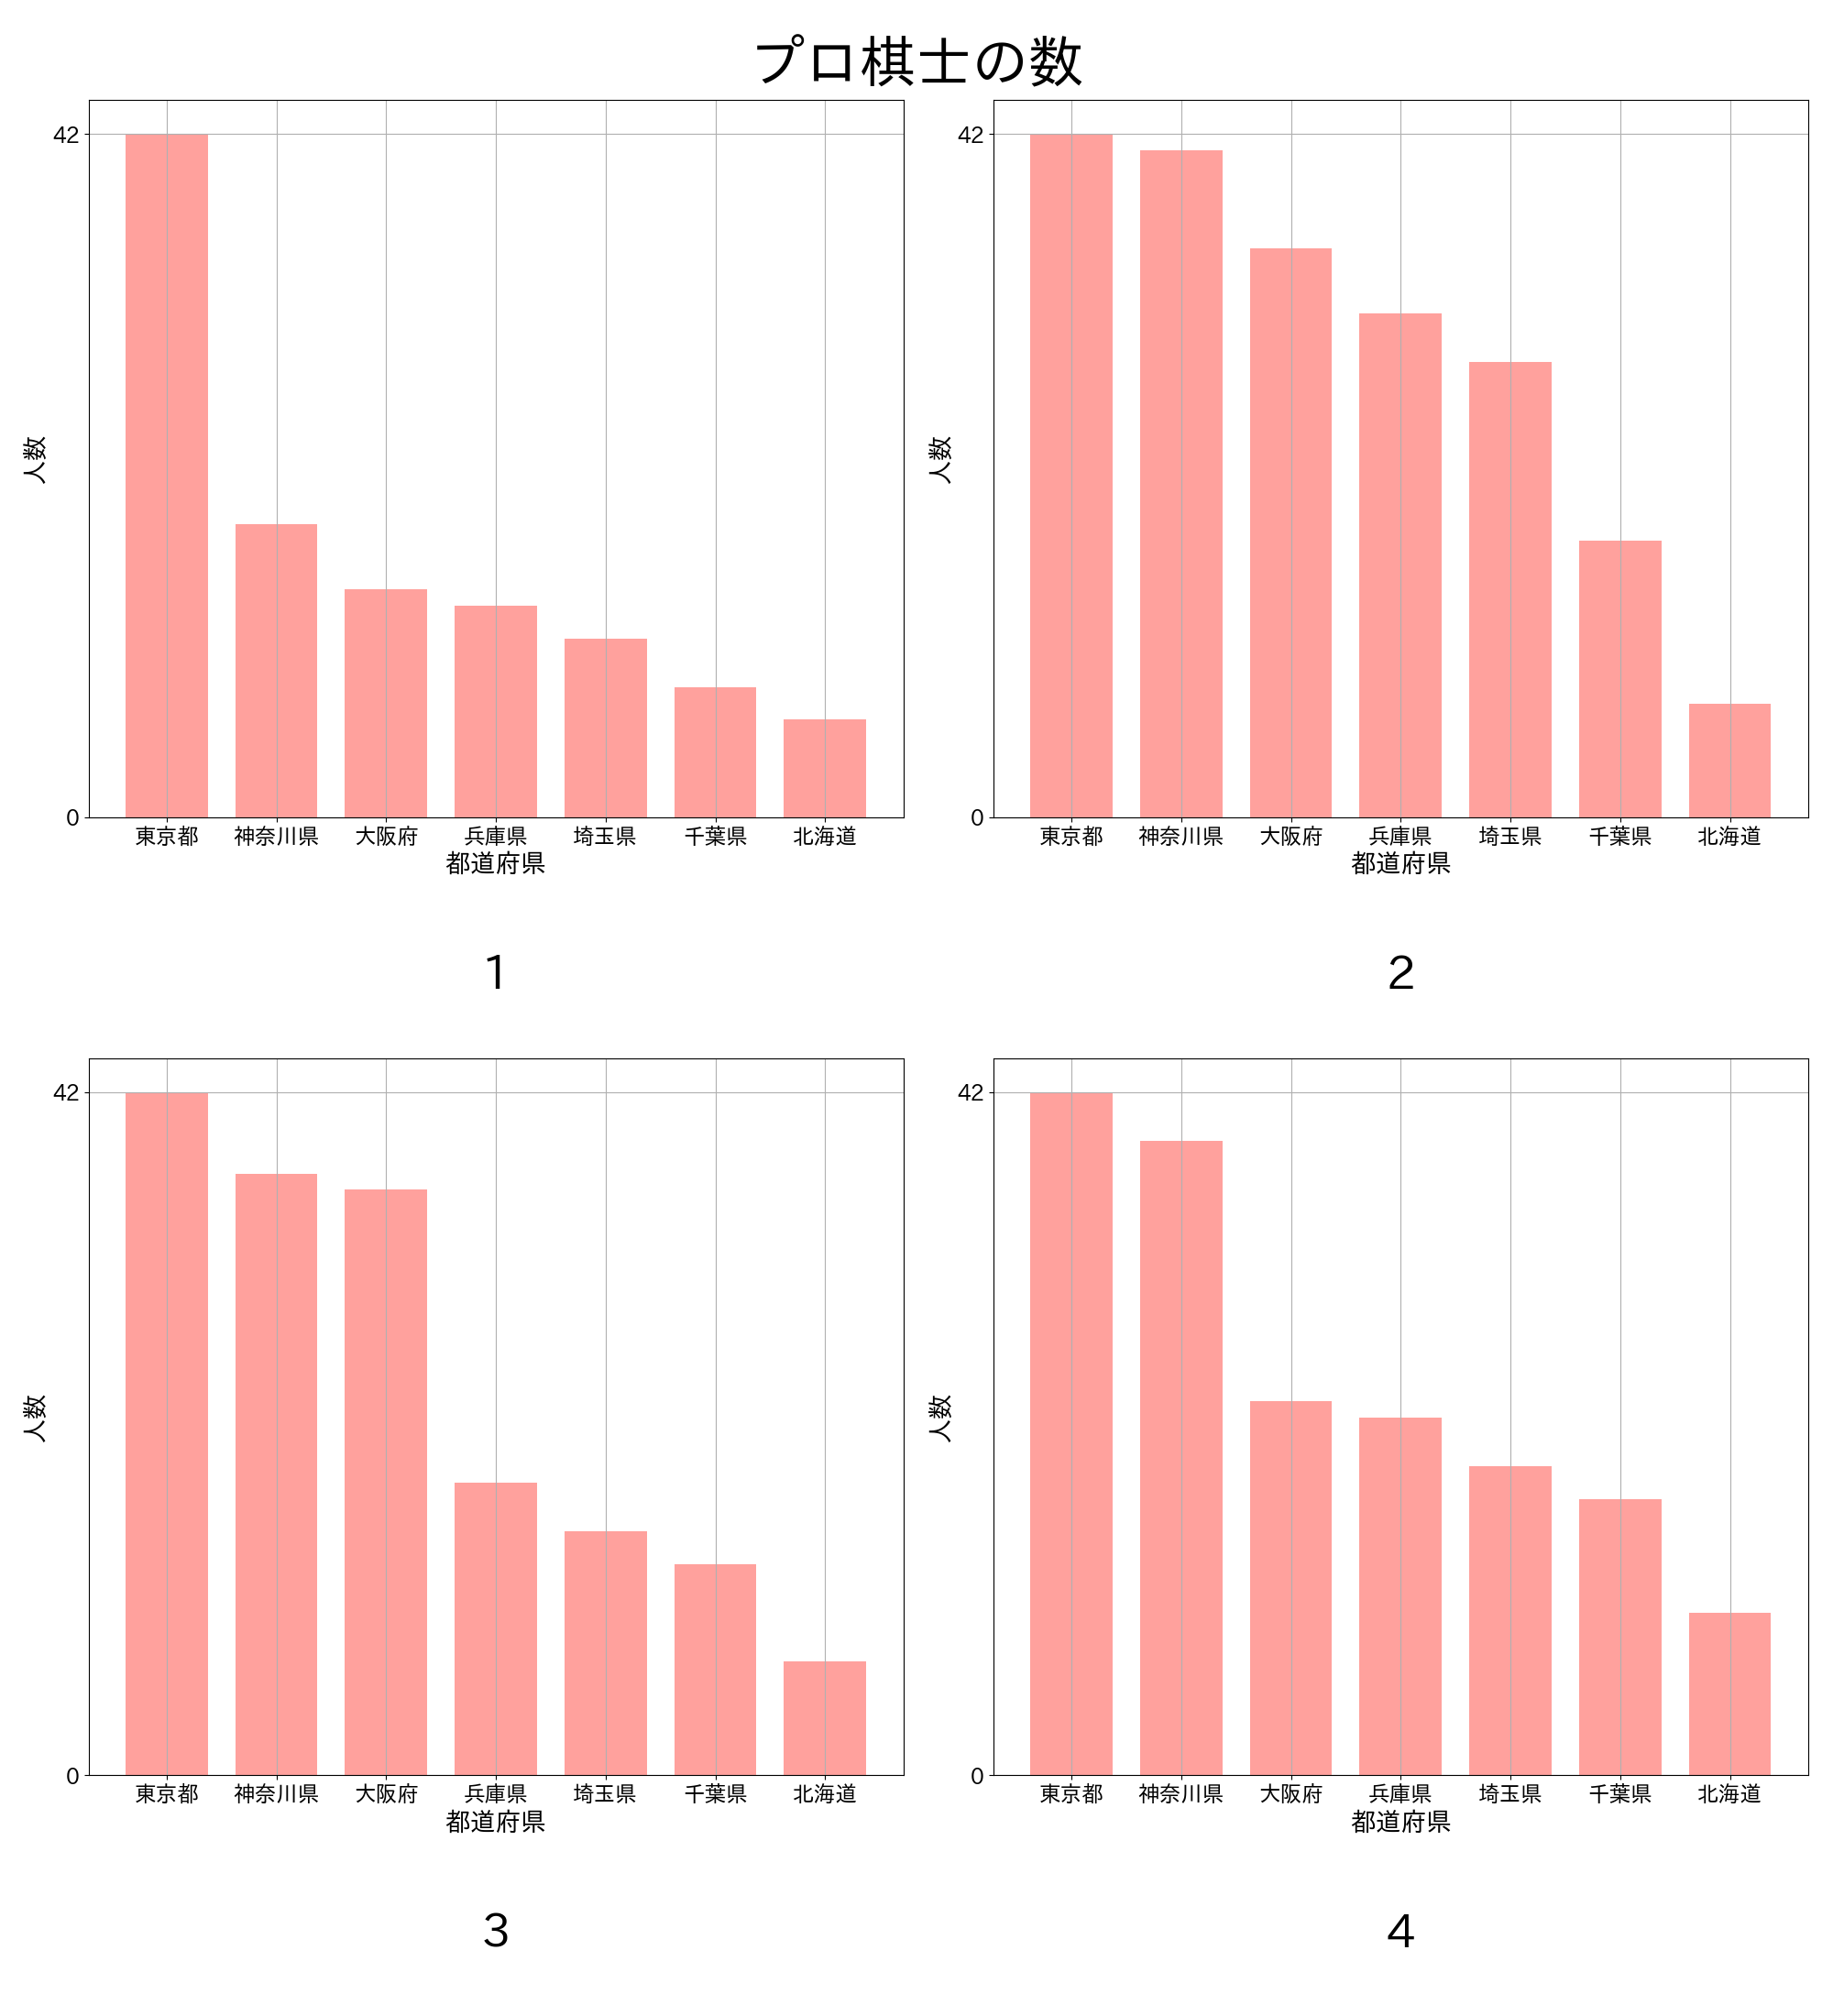 プロ棋士の数
42
0
人数
東京都 神奈川県 大阪府 兵庫県 埼玉県 千葉県 北海道
都道府県
1
42
0
人数
東京都 神奈川県 大阪府 兵庫県 埼玉県 千葉県 北海道
都道府県
2
42
0
人数
東京都 神奈川県 大阪府 兵庫県 埼玉県 千葉県 北海道
都道府県
3
42
0
人数
東京都 神奈川県 大阪府 兵庫県 埼玉県 千葉県 北海道
都道府県
4